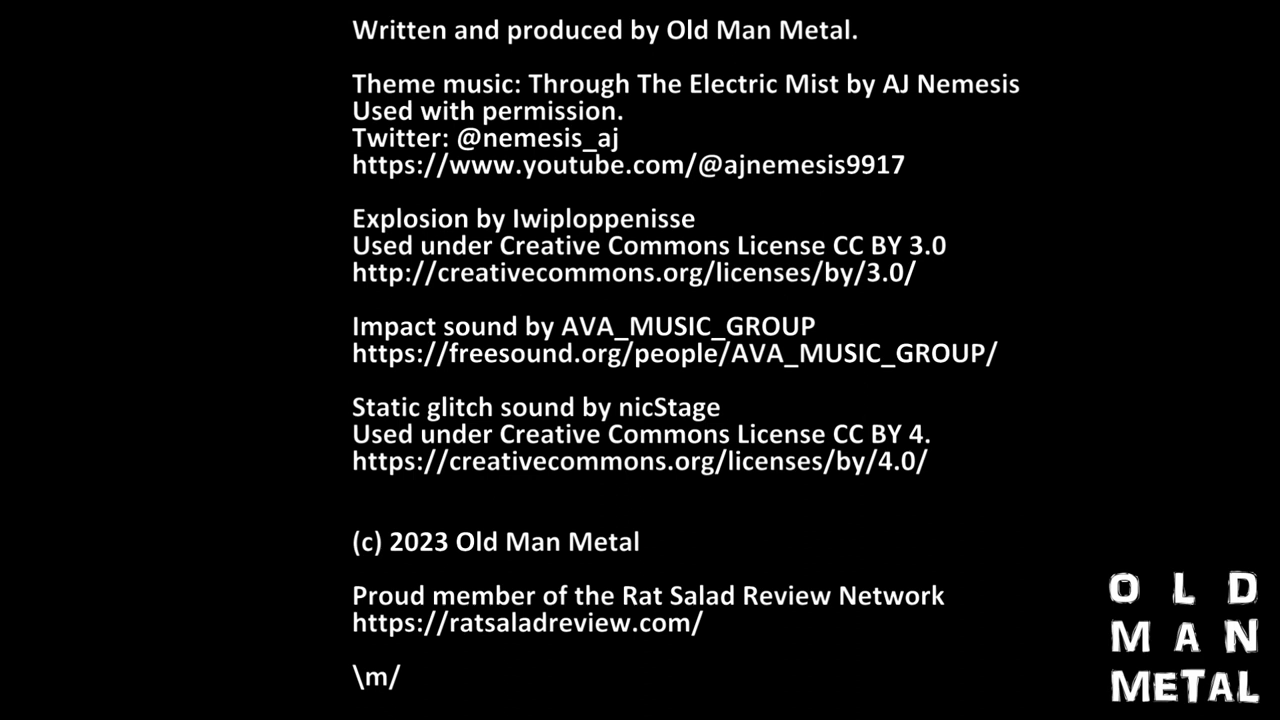 Written and produced by Old Man Metal.
Theme music: Through The Electric Mist by AJ Nemesis
Used with permission.
Twitter: @nemesis_aj
https://www.youtube.com/@ajnemesis9917
Explosion by Iwiploppenisse
Used under Creative Commons License CC BY 3.0
http://creativecommons.org/licenses/by/3.0/
Impact sound by AVA_MUSIC_GROUP
https://freesound.org/people/AVA_MUSIC_GROUP/
Static glitch sound by nicStage
Used under Creative Commons License CC BY 4.
https://creativecommons.org/licenses/by/4.0/
(c) 2023 Old Man Metal
Proud member of the Rat Salad Review Network
https://ratsaladreview.com/
\m/
OLD
MAN
METAL